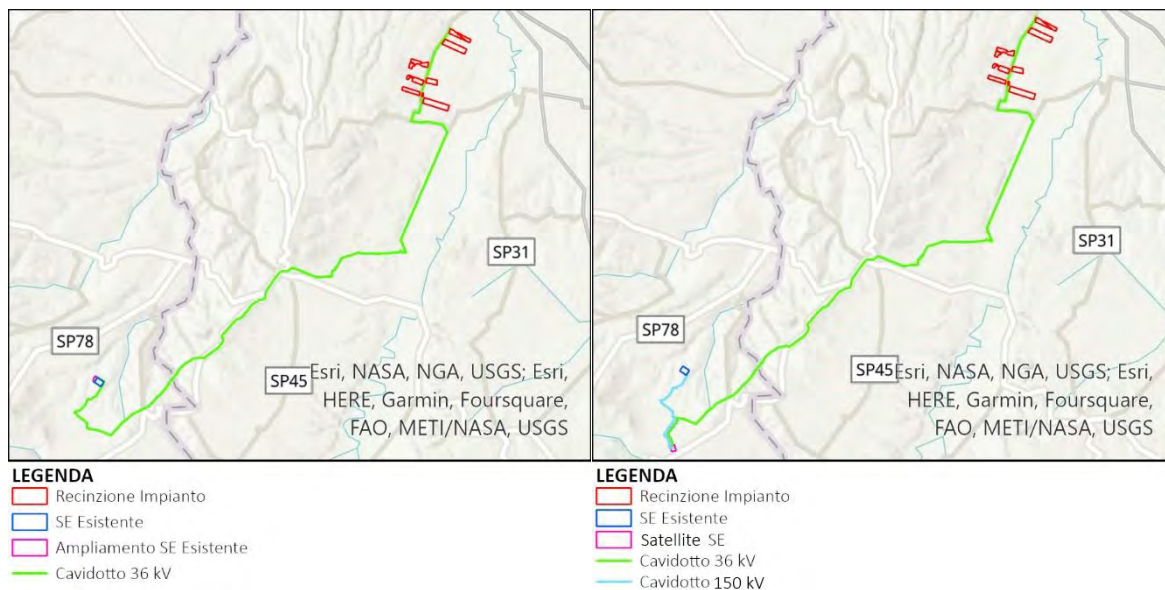 SP31
SP78
SP45
Esri, NASA, NGA, USGS; Esri,
HERE, Garmin, Foursquare,
FAO, METI/NASA, USGS
LEGENDA
Recinzione Impianto
SE Esistente
Ampliamento SE Esistente
Cavidotto 36 kV
SP31
SP78
SP45
Esri, NASA, NGA, USGS; Esri,
HERE, Garmin, Foursquare,
FAO, METI/NASA, USGS
LEGENDA
Recinzione Impianto
SE Esistente
Satellite SE
Cavidotto 36 kV
Cavidotto 150 kV